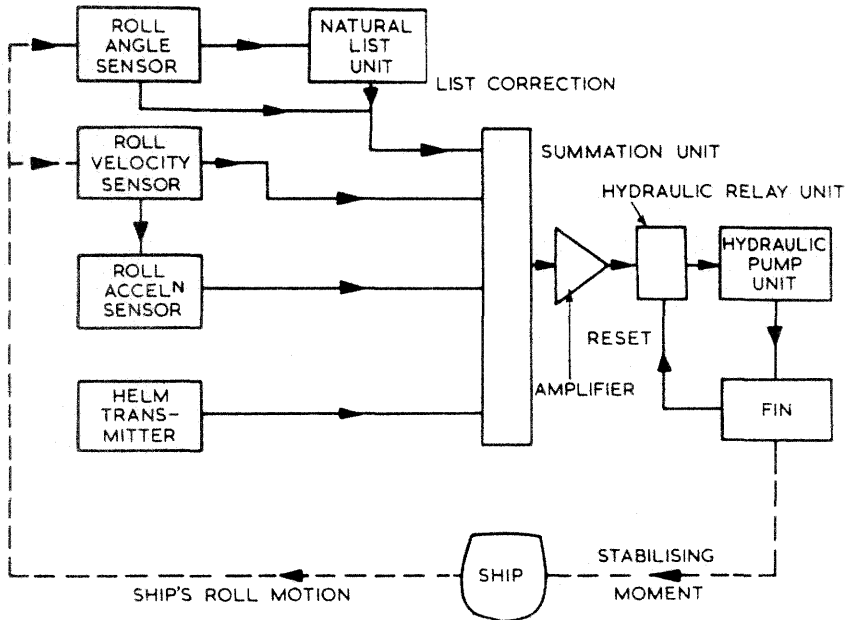 ROLL
ANGLE
SENSOR
NATURAL
LIST
UNIT
LIST CORRECTION
ROLL
VELOCITY
SENSOR
SUMMATION UNIT
HYDRAULIC RELAY UNIT
HYDRAULIC
PUMP
UNIT
ROLL
ACCELN
SENSOR
RESET
AMPLIFIER
HELM
TRANS-
MITTER
FIN
SHIP
STABILISING
MOMENT
SHIP'S ROLL MOTION